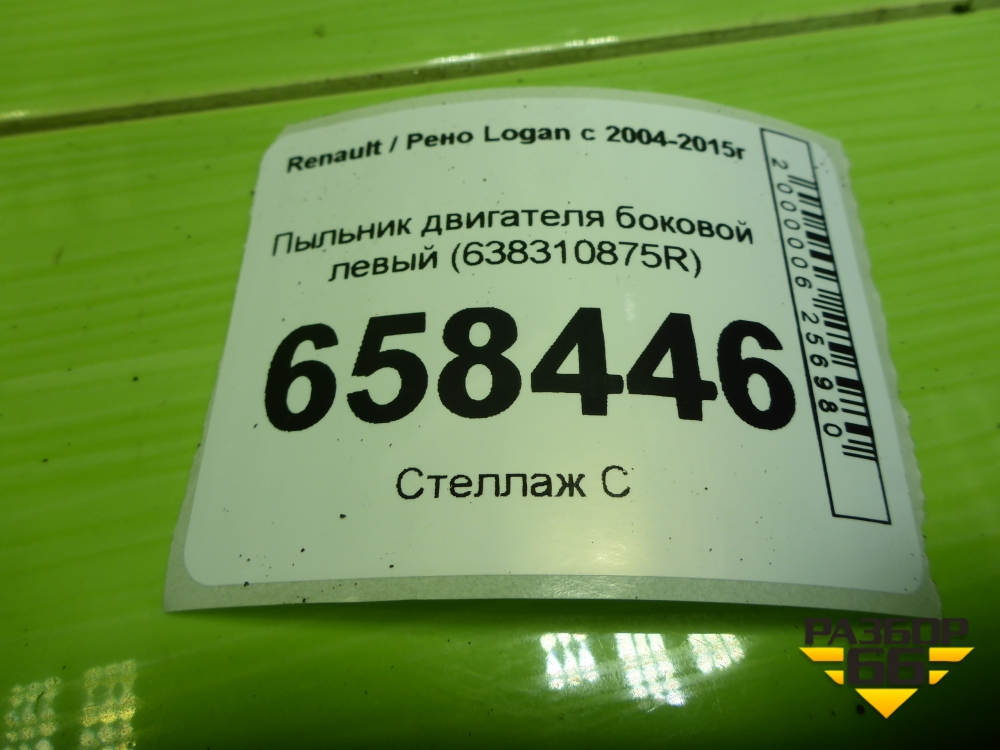 Renault / Рено Logan с 2004-2015г
Пыльник двигателя боковой
левый (638310875R)
658446
Стеллаж С
2000006256980
РАЗБОР
66